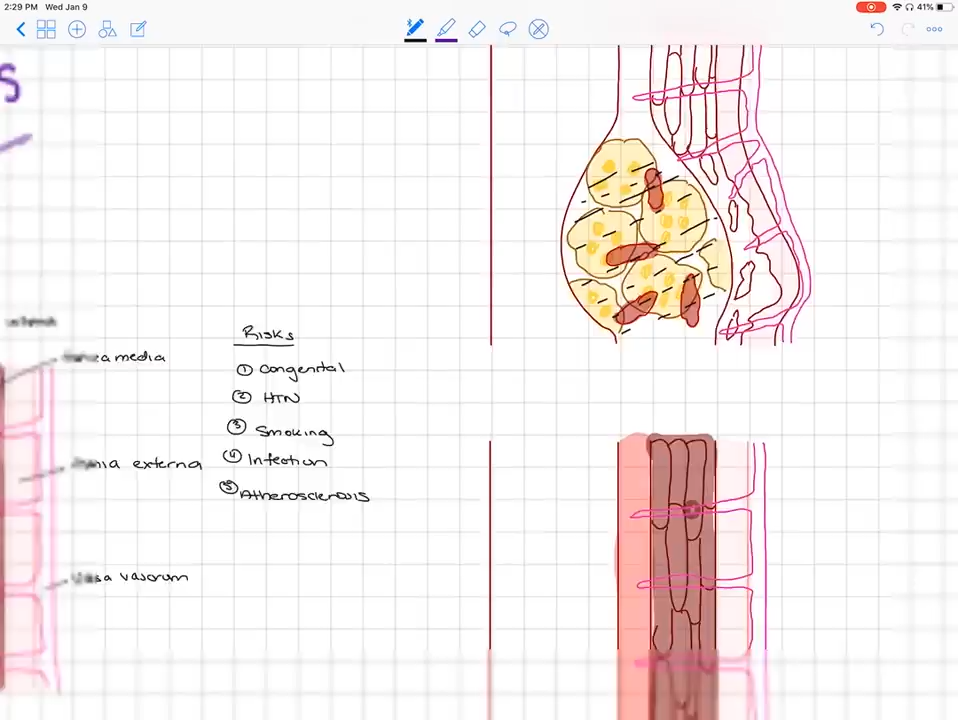 2:29 PM Wed Jan 9
41%
S
media
Risks
① Congenital
② HTN
③ Smoking
externa
④ Infection
⑤ Atherosclerosis
vasorum